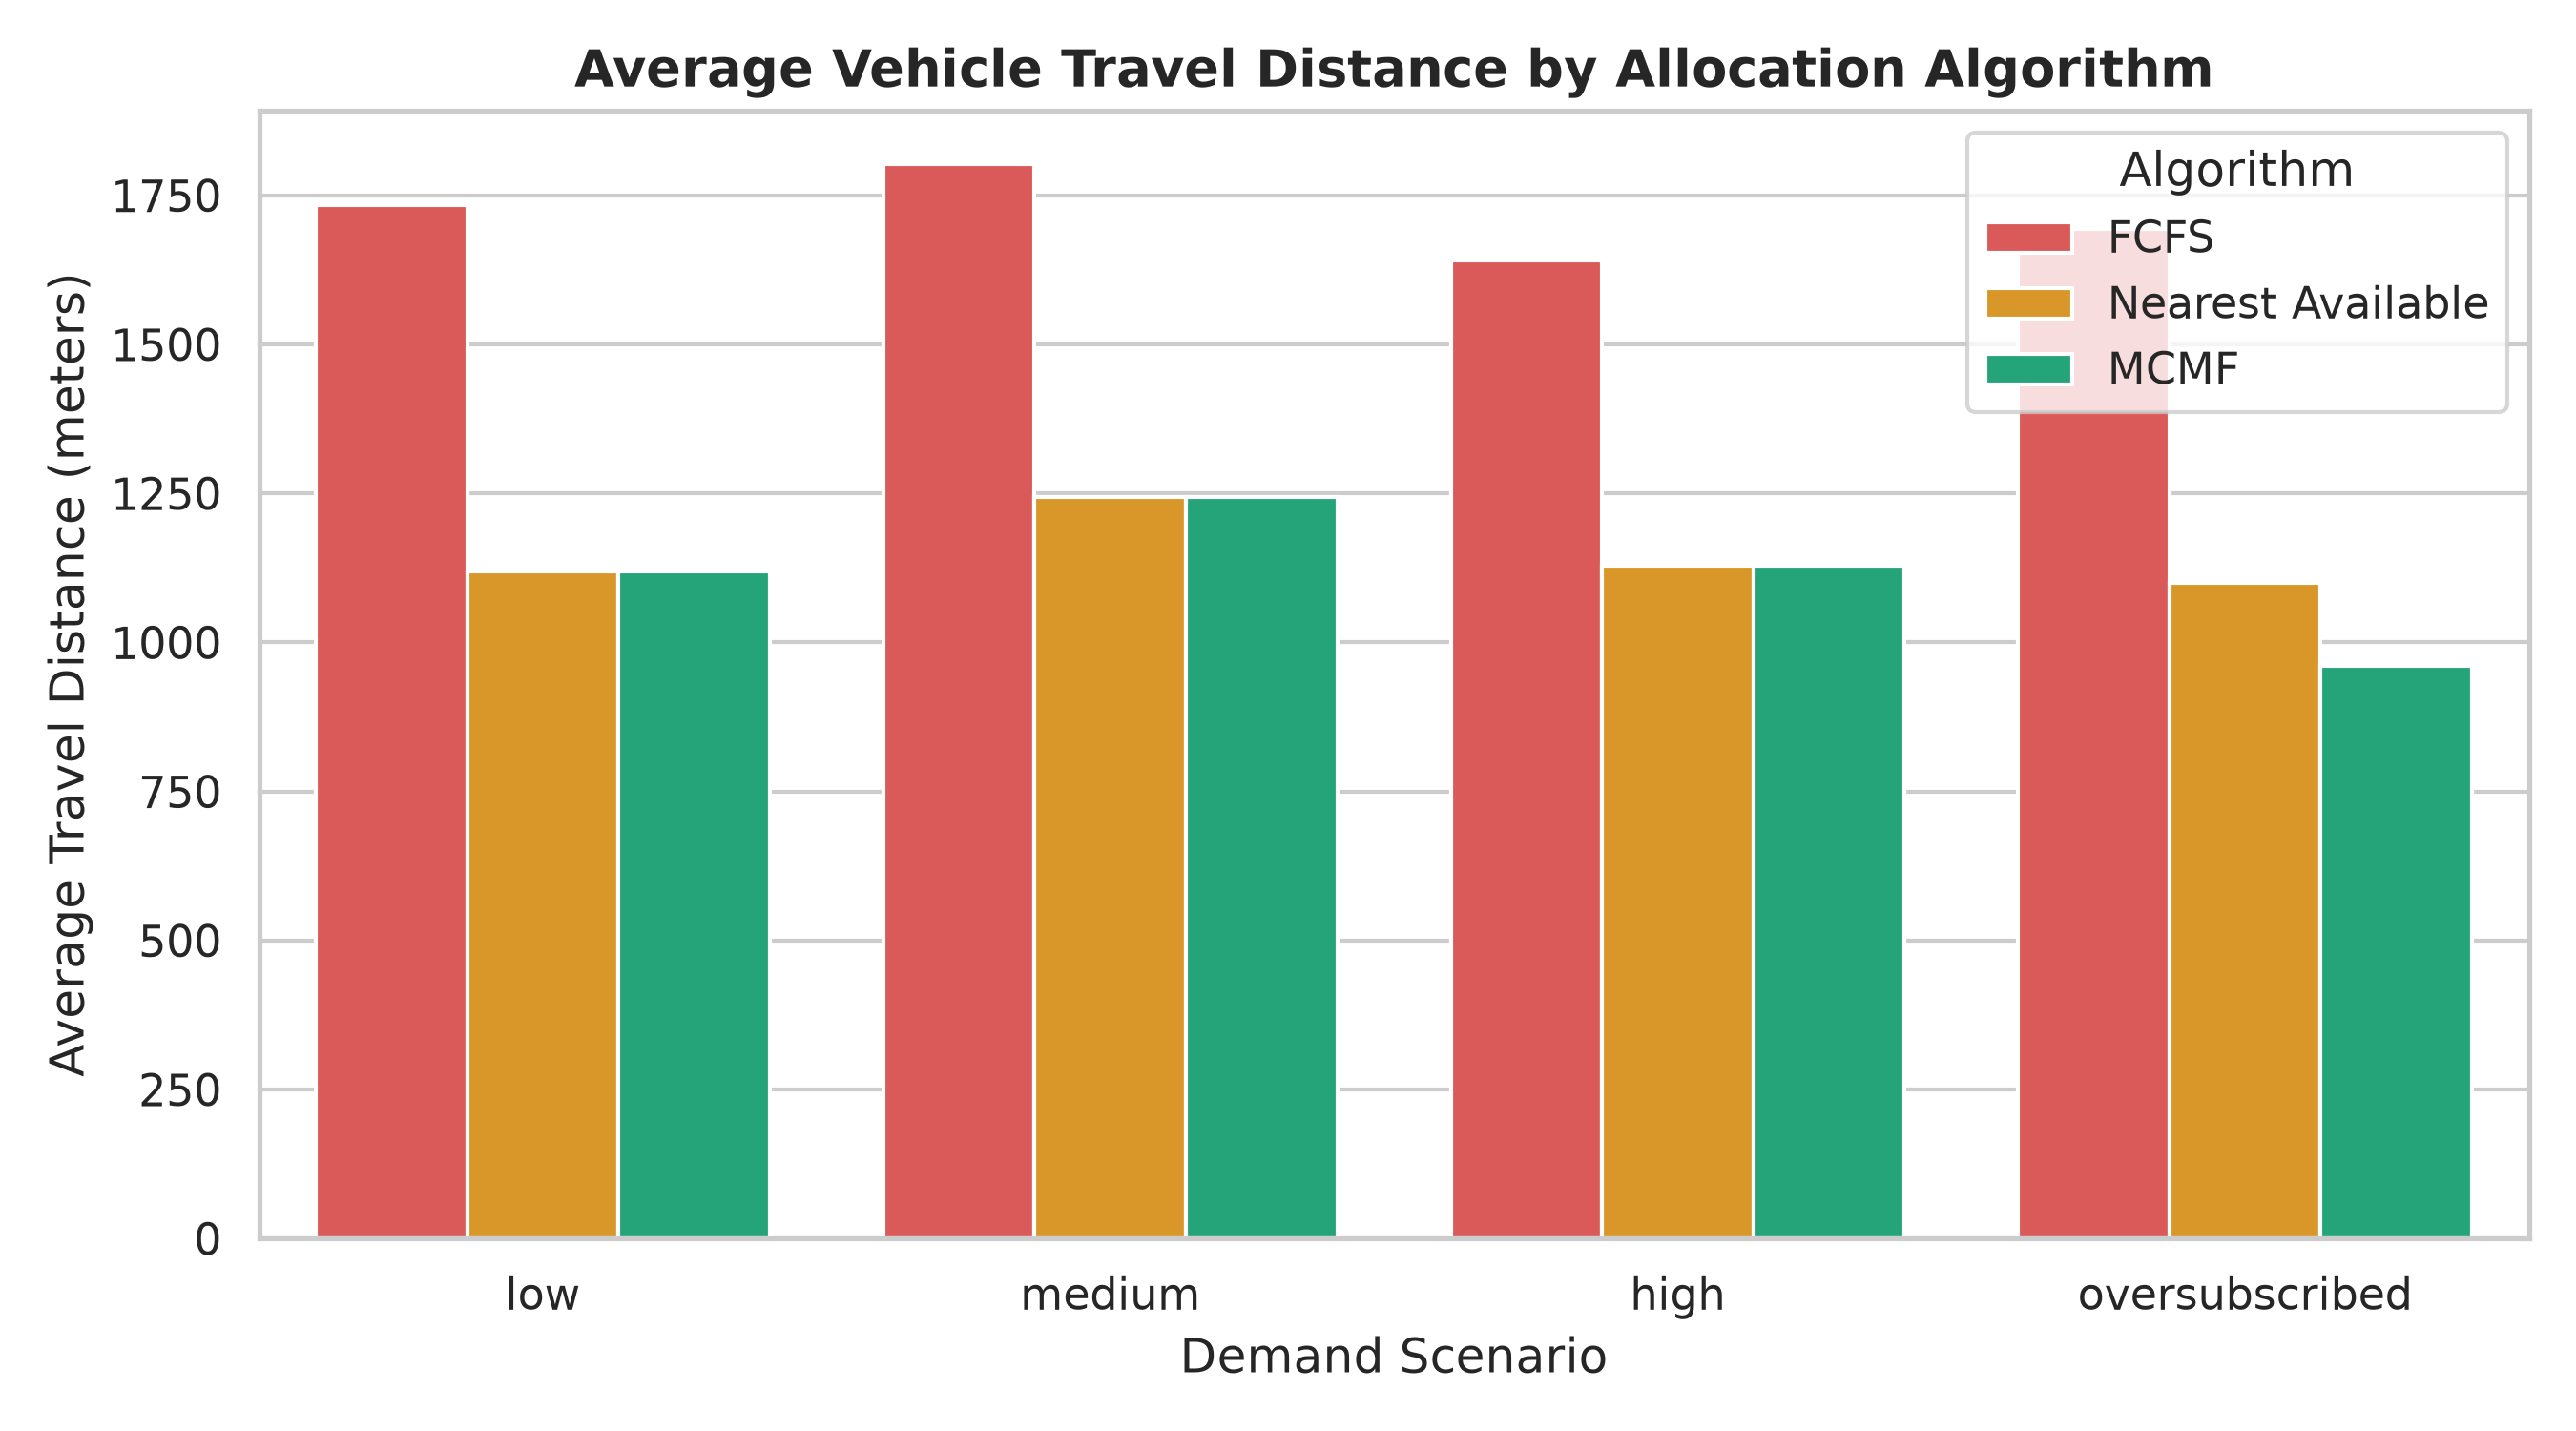 Average Vehicle Travel Distance by Allocation Algorithm
Average Travel Distance (meters)
1750
1500
1250
1000
750
500
250
0
Algorithm
FCFS
Nearest Available
MCMF
low
medium
high
oversubscribed
Demand Scenario